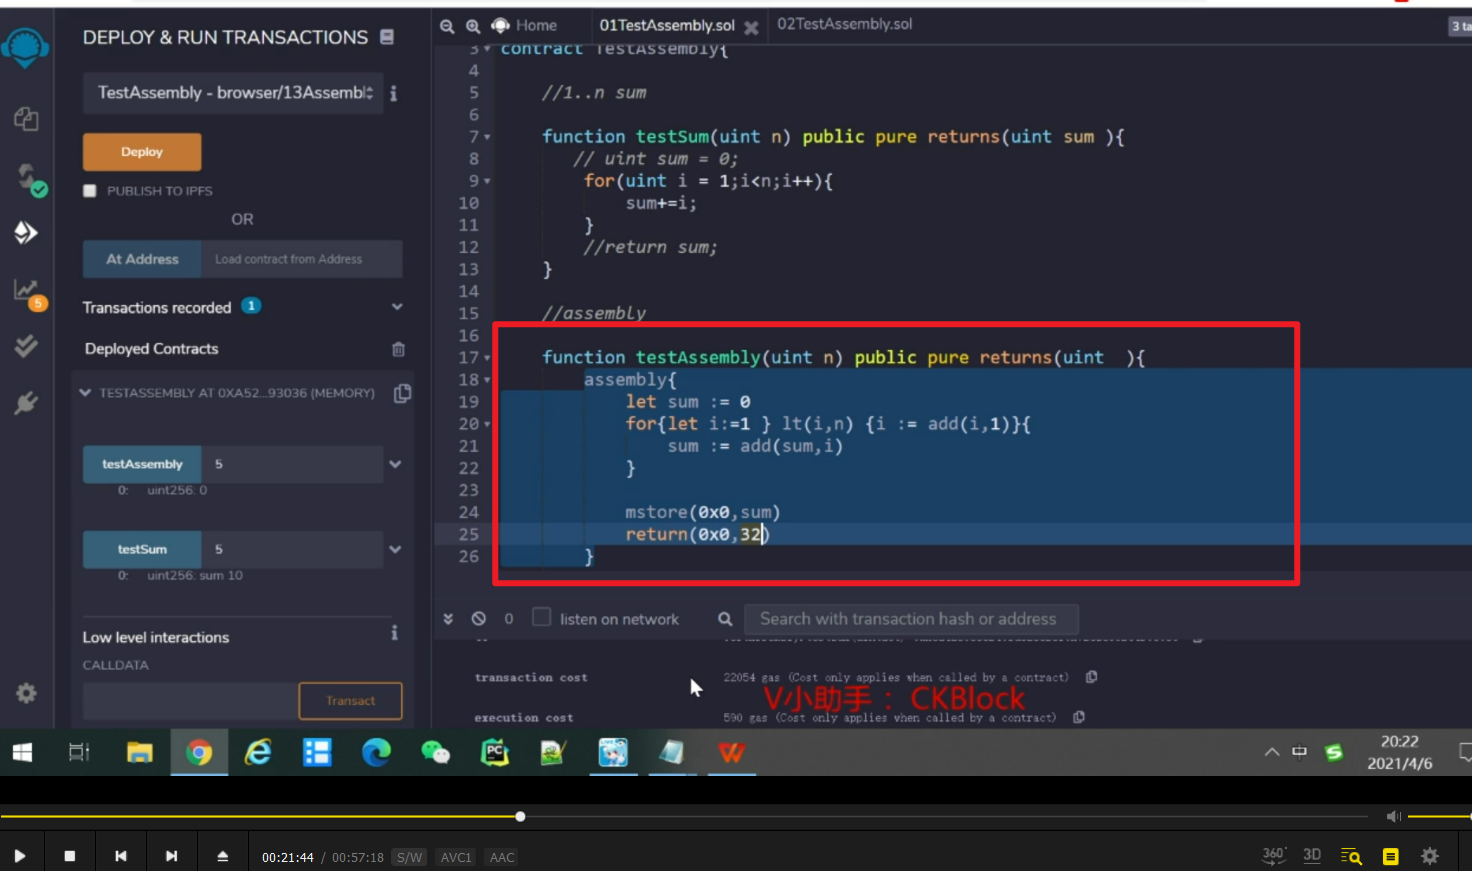 DEPLOY & RUN TRANSACTIONS
TestAssembly - browser/13Assembl
Deploy
PUBLISH TO IPFS
OR
At Address
Load contract from Address
Transactions recorded 1
Deployed Contracts
TESTASSEMBLY AT 0XA52...93036 (MEMORY)
testAssembly 5
0: uint256: 0
testSum 5
0: uint256: sum 10
Low level interactions
CALLDATA
Transact
5
Home 01TestAssembly.sol 02TestAssembly.sol
3 contract TestAssembly{
4
5 //1..n sum
6
7 function testSum(uint n) public pure returns(uint sum ){
8 // uint sum = 0;
9 for(uint i = 1;i<n;i++){
10 sum+=i;
11 }
12 //return sum;
13 }
14
15 //assembly
16
17 function testAssembly(uint n) public pure returns(uint  ){
18 assembly{
19 let sum := 0
20 for{let i:=1 } lt(i,n) {i := add(i,1)}{
21 sum := add(sum,i)
22 }
23
24 mstore(0x0,sum)
25 return(0x0,32)
26 }
0 listen on network Search with transaction hash or address
transaction cost 22054 gas (Cost only applies when called by a contract)
V小助手： CKBlock
execution cost 590 gas (Cost only applies when called by a contract)
中
20:22
2021/4/6
00:21:44 / 00:57:18 S/W AVC1 AAC
360° 3D